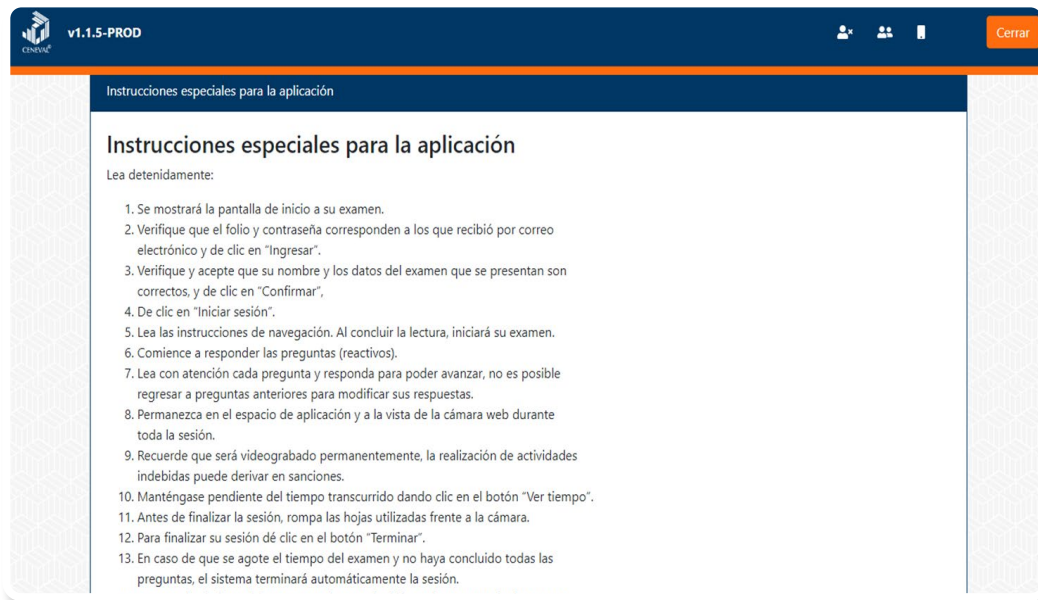 CENEVAL®
v1.1.5-PROD
Cerrar
Instrucciones especiales para la aplicación
Instrucciones especiales para la aplicación
Lea detenidamente:
1. Se mostrará la pantalla de inicio a su examen.
2. Verifique que el folio y contraseña corresponden a los que recibió por correo
electrónico y de clic en “Ingresar”.
3. Verifique y acepte que su nombre y los datos del examen que se presentan son
correctos, y de clic en “Confirmar”,
4. De clic en “Iniciar sesión”.
5. Lea las instrucciones de navegación. Al concluir la lectura, iniciará su examen.
6. Comience a responder las preguntas (reactivos).
7. Lea con atención cada pregunta y responda para poder avanzar, no es posible
regresar a preguntas anteriores para modificar sus respuestas.
8. Permanezca en el espacio de aplicación y a la vista de la cámara web durante
toda la sesión.
9. Recuerde que será videograbado permanentemente, la realización de actividades
indebidas puede derivar en sanciones.
10. Manténgase pendiente del tiempo transcurrido dando clic en el botón “Ver tiempo”.
11. Antes de finalizar la sesión, rompa las hojas utilizadas frente a la cámara.
12. Para finalizar su sesión dé clic en el botón “Terminar”.
13. En caso de que se agote el tiempo del examen y no haya concluido todas las
preguntas, el sistema terminará automáticamente la sesión.